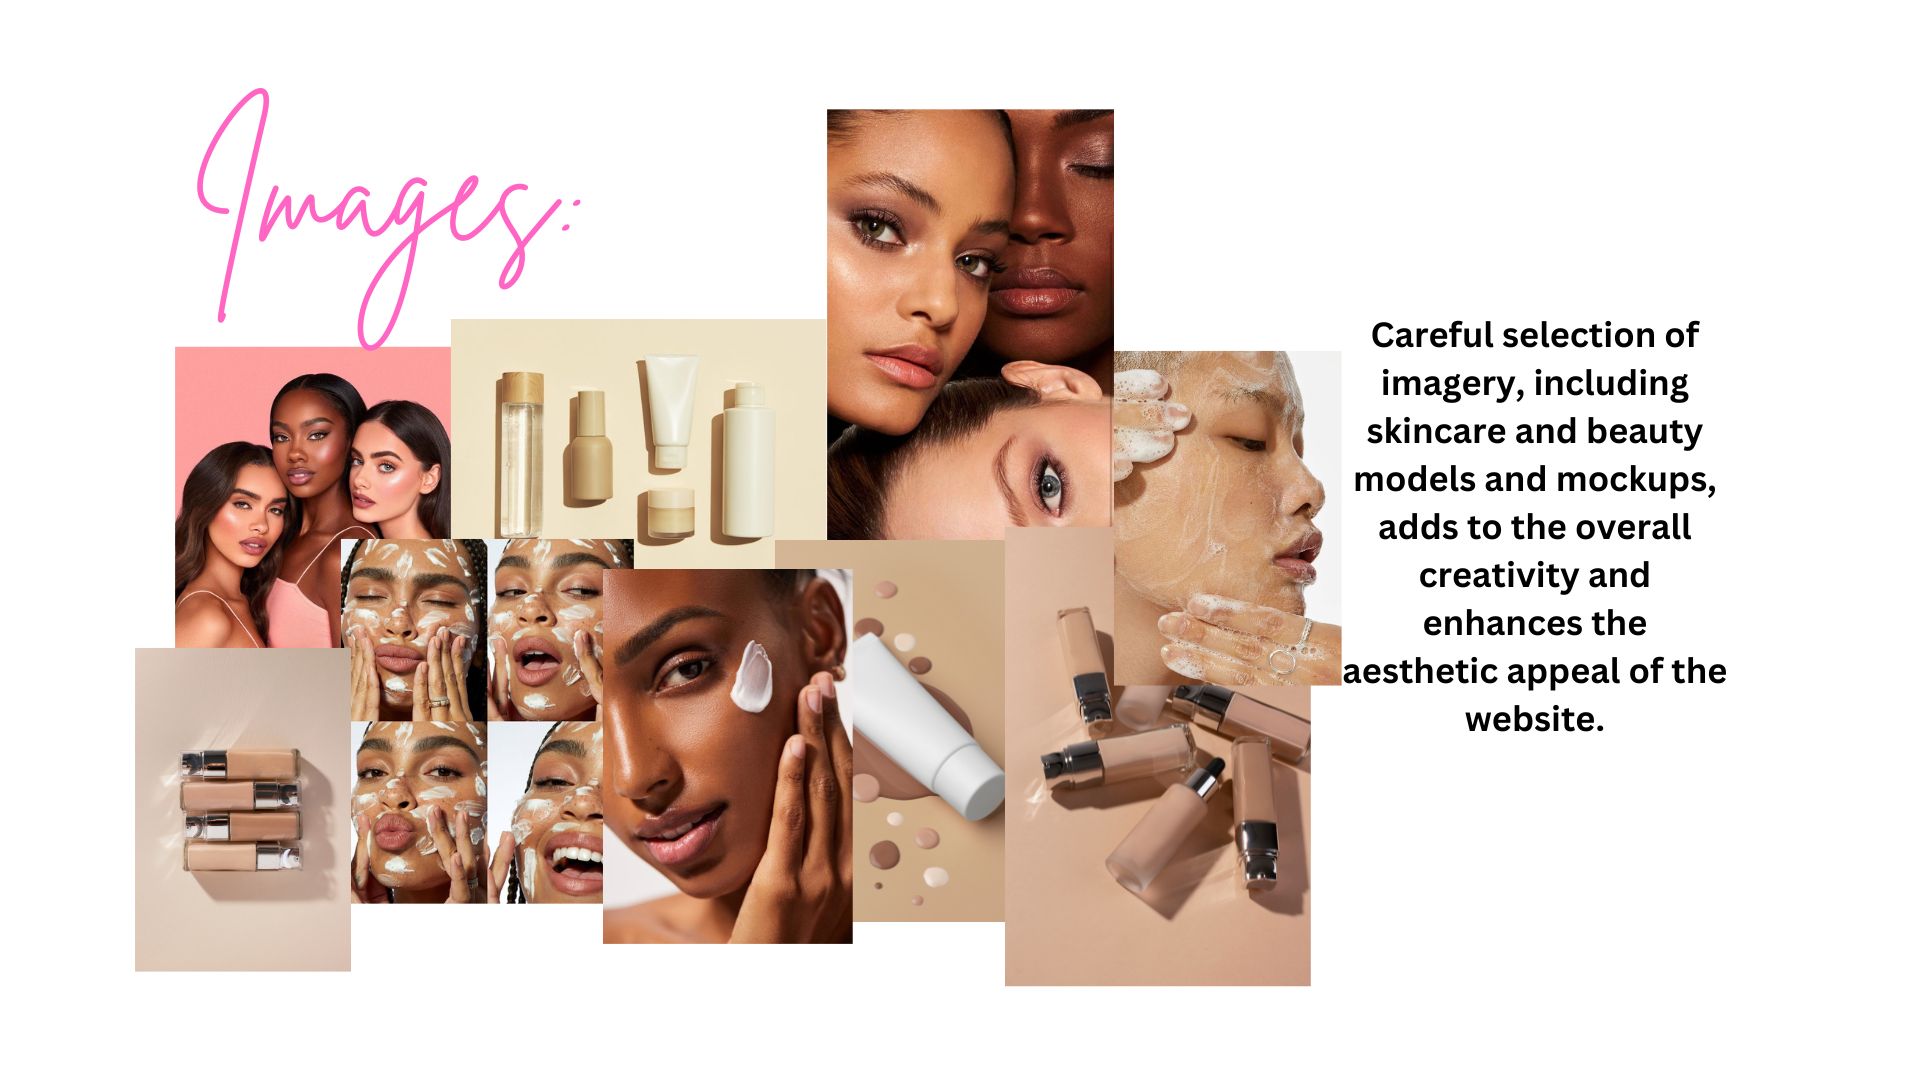 Images:
Careful selection of
imagery, including
skincare and beauty
models and mockups,
adds to the overall
creativity and
enhances the
aesthetic appeal of the
website.